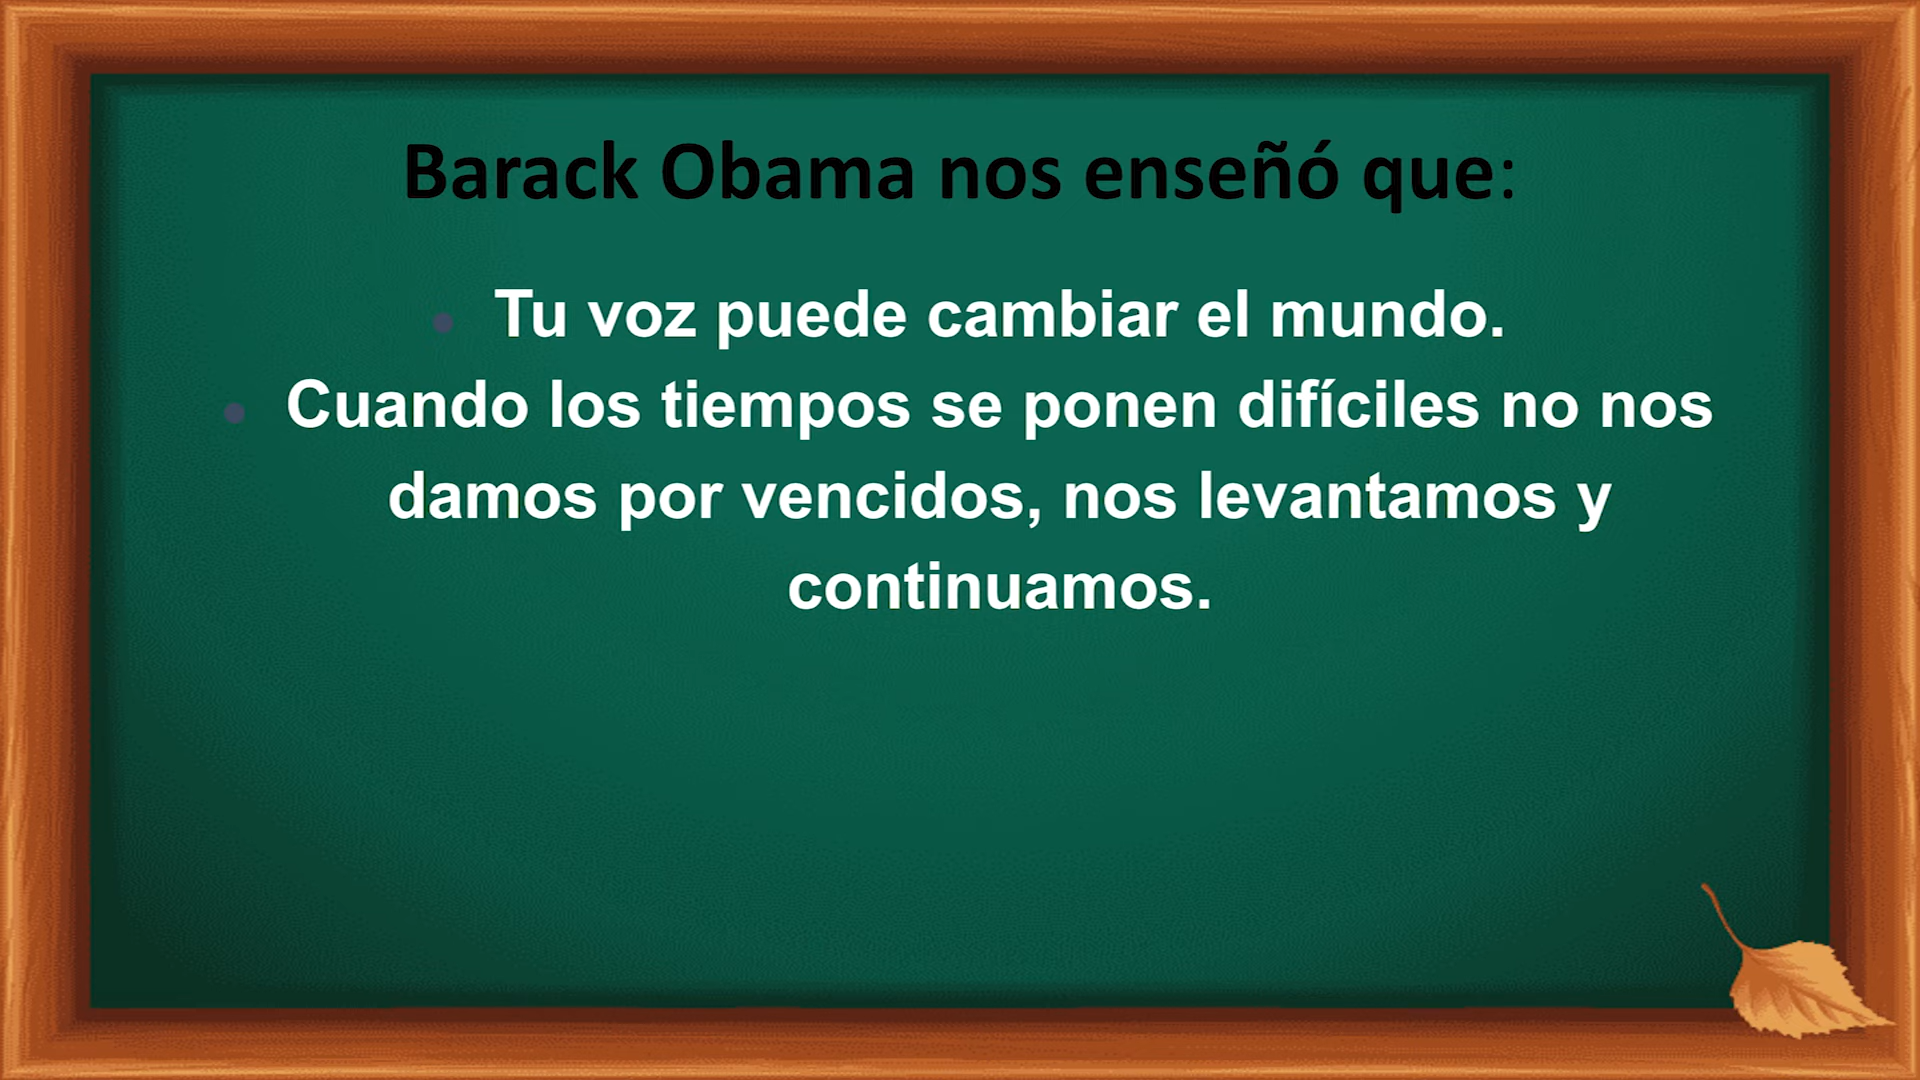 Barack Obama nos enseñó que:
• Tu voz puede cambiar el mundo.
• Cuando los tiempos se ponen difíciles no nos
damos por vencidos, nos levantamos y
continuamos.